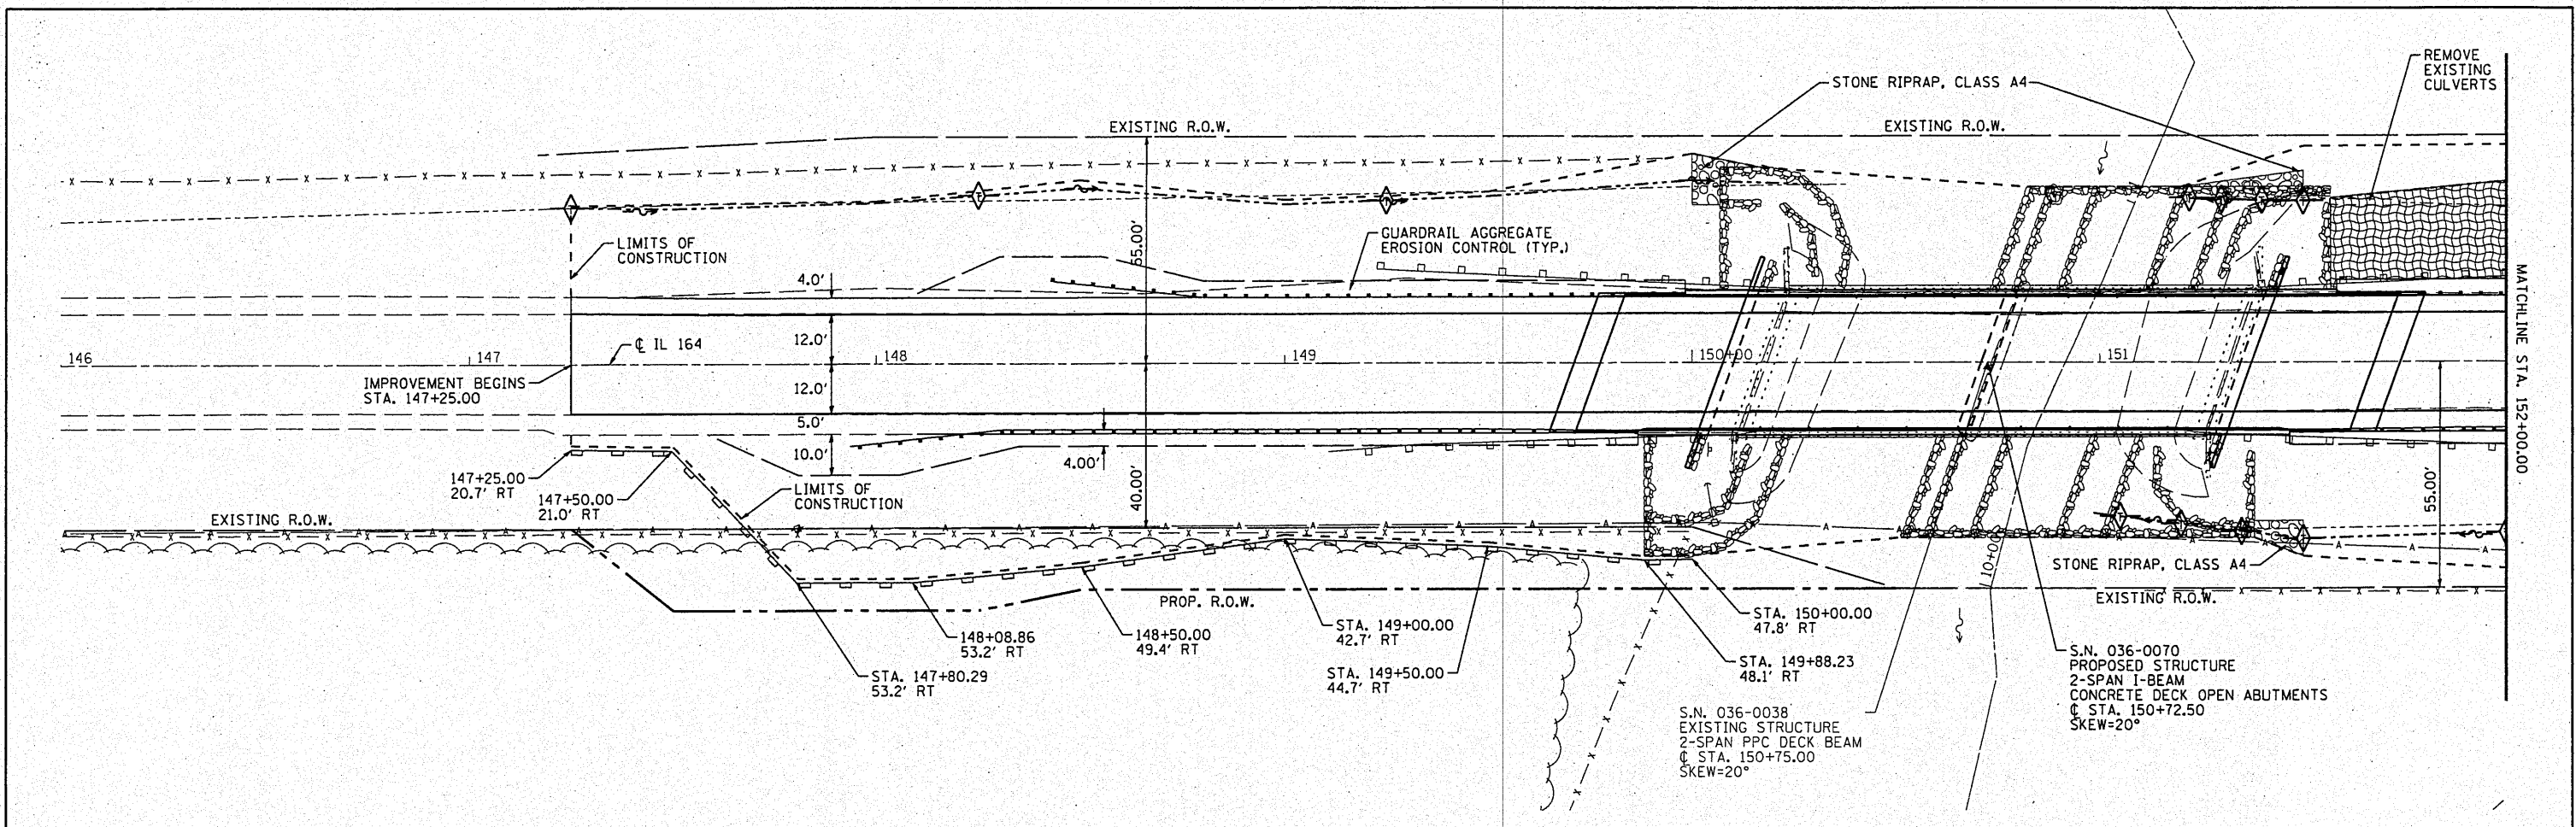 REMOVE
EXISTING
CULVERTS
STONE RIPRAP, CLASS A4
EXISTING R.O.W.
EXISTING R.O.W.
LIMITS OF
CONSTRUCTION
55.00'
GUARDRAIL AGGREGATE
EROSION CONTROL (TYP.)
4.0'
12.0'
℄ IL 164
146
147
148
149
150+00
151
MATCHLINE STA. 152+00.00
IMPROVEMENT BEGINS
STA. 147+25.00
12.0'
5.0'
10.0'
4.00'
40.00'
55.00'
147+25.00
20.7' RT
147+50.00
21.0' RT
LIMITS OF
CONSTRUCTION
EXISTING R.O.W.
10+00
STONE RIPRAP, CLASS A4
EXISTING R.O.W.
PROP. R.O.W.
STA. 147+80.29
53.2' RT
148+08.86
53.2' RT
148+50.00
49.4' RT
STA. 149+00.00
42.7' RT
STA. 149+50.00
44.7' RT
STA. 150+00.00
47.8' RT
STA. 149+88.23
48.1' RT
S.N. 036-0038
EXISTING STRUCTURE
2-SPAN PPC DECK BEAM
℄ STA. 150+75.00
SKEW=20°
S.N. 036-0070
PROPOSED STRUCTURE
2-SPAN I-BEAM
CONCRETE DECK OPEN ABUTMENTS
℄ STA. 150+72.50
SKEW=20°